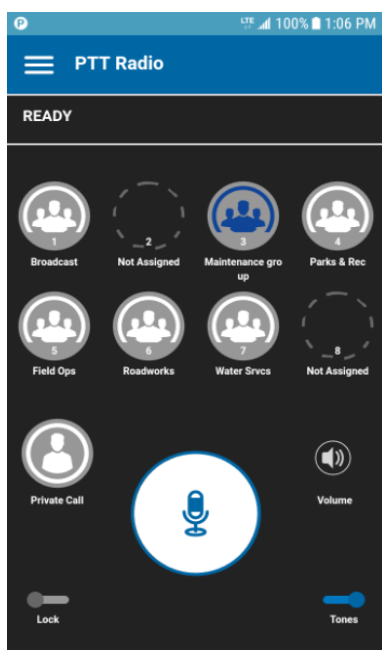 P LTE 100% 1:06 PM
PTT Radio
READY
1 2 3 4
Broadcast Not Assigned Maintenance gro Parks & Rec
up
5 6 7 8
Field Ops Roadworks Water Srvcs Not Assigned
Private Call Volume
Lock Tones